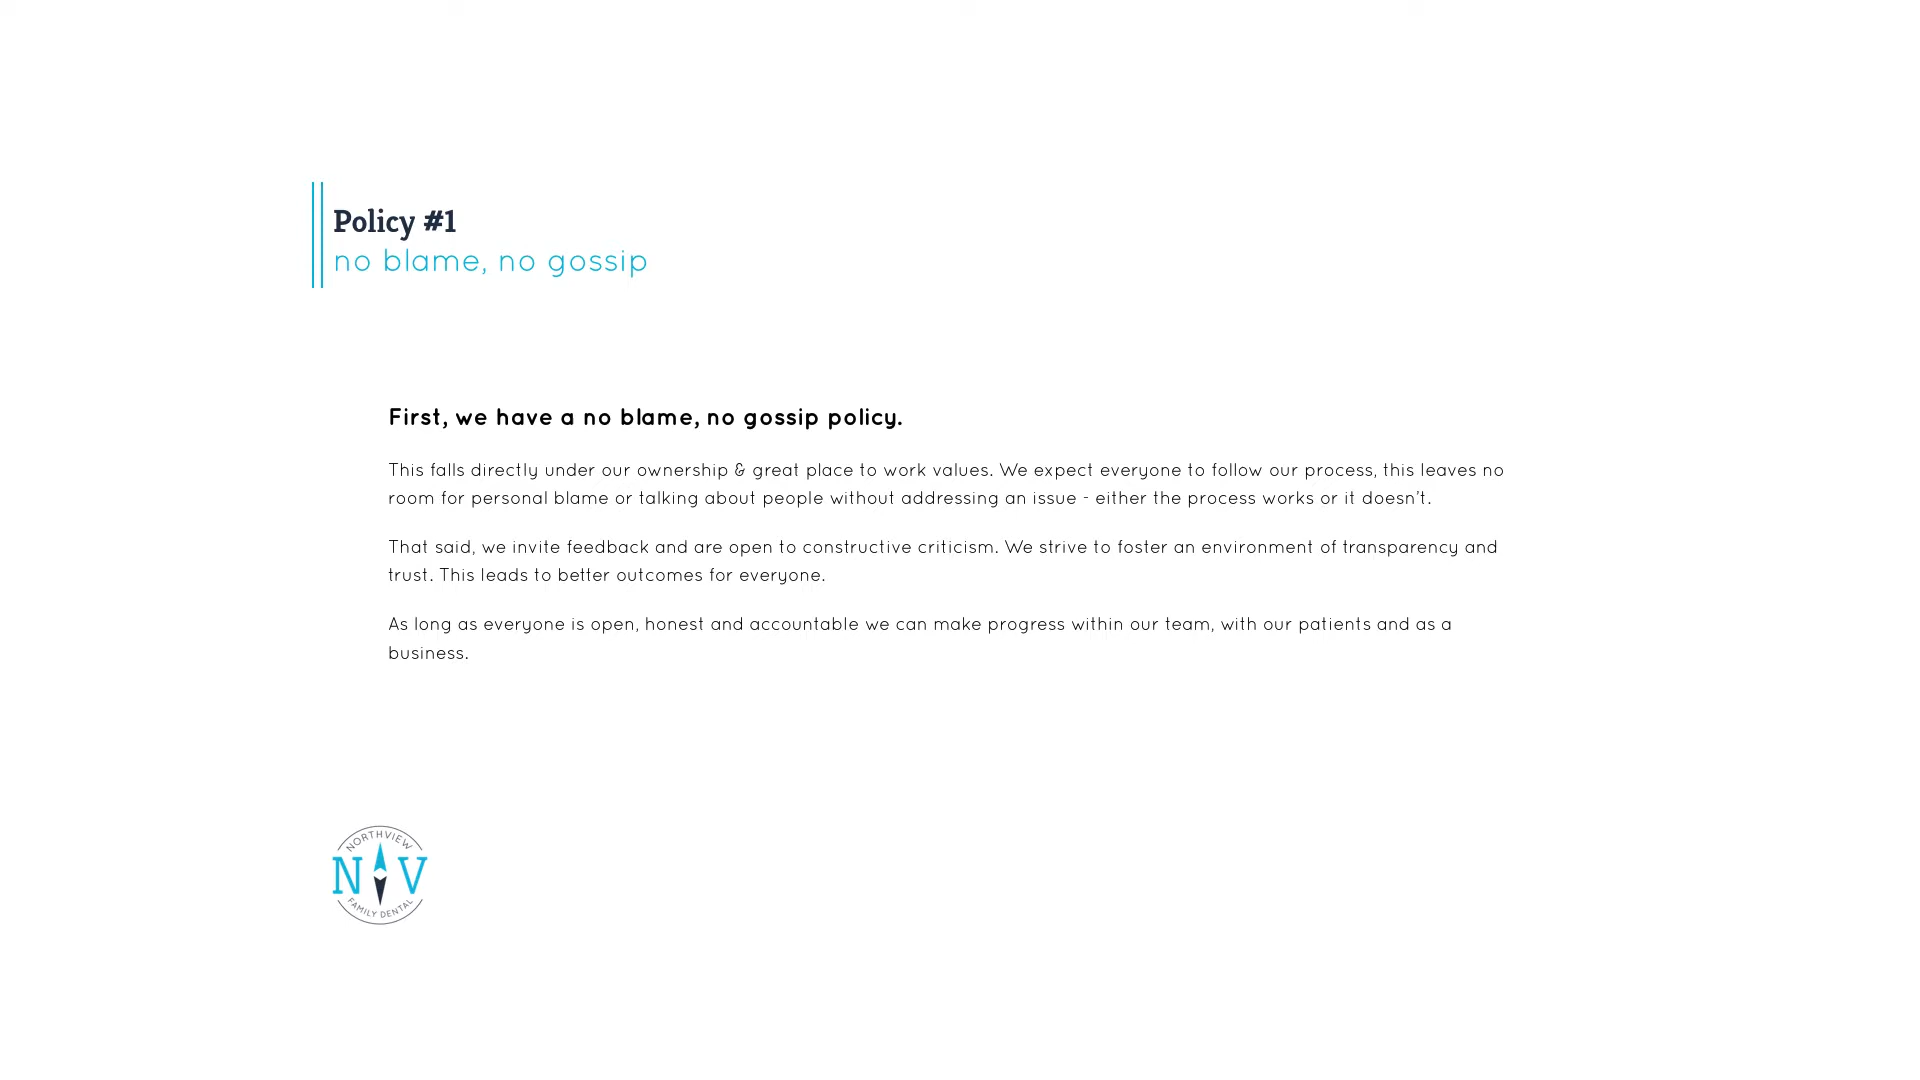 Policy #1
no blame, no gossip
First, we have a no blame, no gossip policy.
This falls directly under our ownership & great place to work values. We expect everyone to follow our process, this leaves no
room for personal blame or talking about people without addressing an issue - either the process works or it doesn’t.
That said, we invite feedback and are open to constructive criticism. We strive to foster an environment of transparency and
trust. This leads to better outcomes for everyone.
As long as everyone is open, honest and accountable we can make progress within our team, with our patients and as a
business.
NORTHVIEW
N V
FAMILY DENTAL